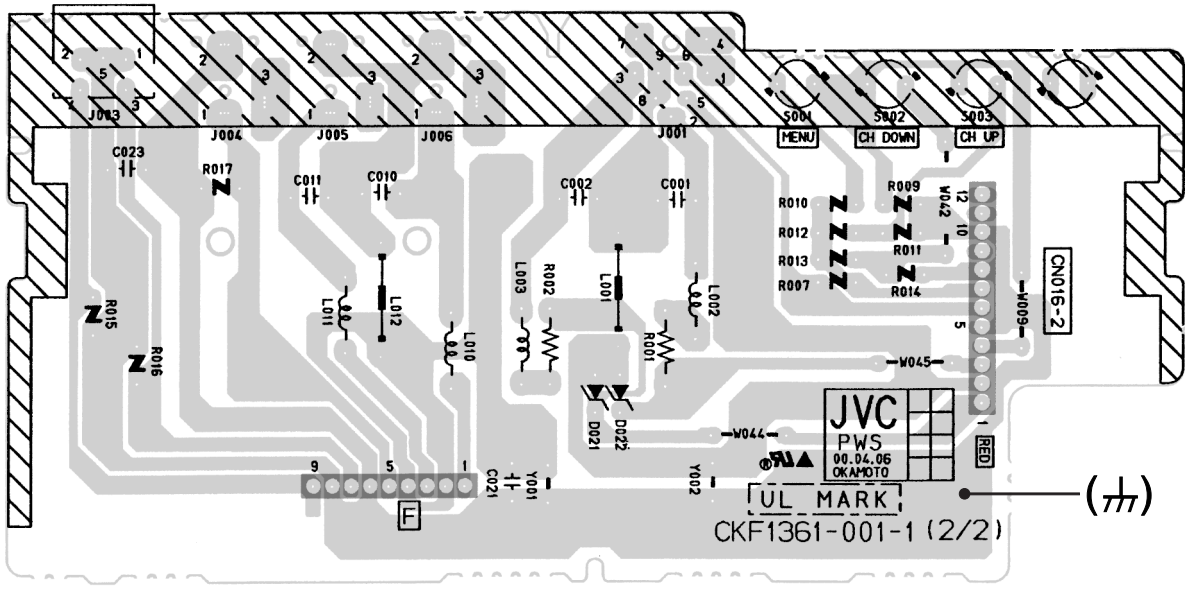 2 1
5
4 3
J003
2
3
1
J004
2
3
1
J005
2
3
1
J006
7 4
9 6
3 1
8 5
2
J001
S001
MENU
S002
CH DOWN
S003
CH UP
C023
R017
C011
C010
C002
C001
R010
R009
R012
R011
R013
R007
R014
W042
12
10
5
1
CN016-2
W009
R015
R016
L011
L012
L010
L003
R002
L001
L002
R001
W045
D021
D022
W044
JVC
PWS
00.04.06
OKAMOTO
RED
9 5 1
F
C021
Y001
Y002
UL MARK
CKF1361-001-1 (2/2)